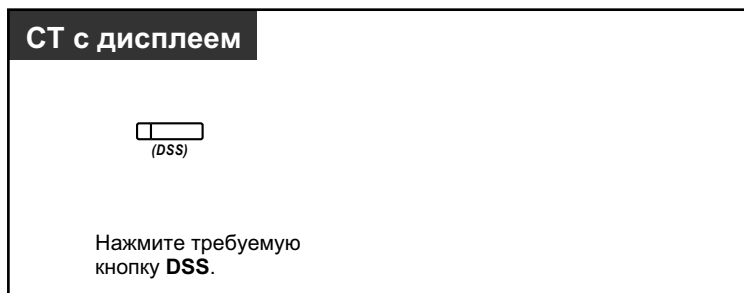 СТ с дисплеем
(DSS)
Нажмите требуемую
кнопку DSS.